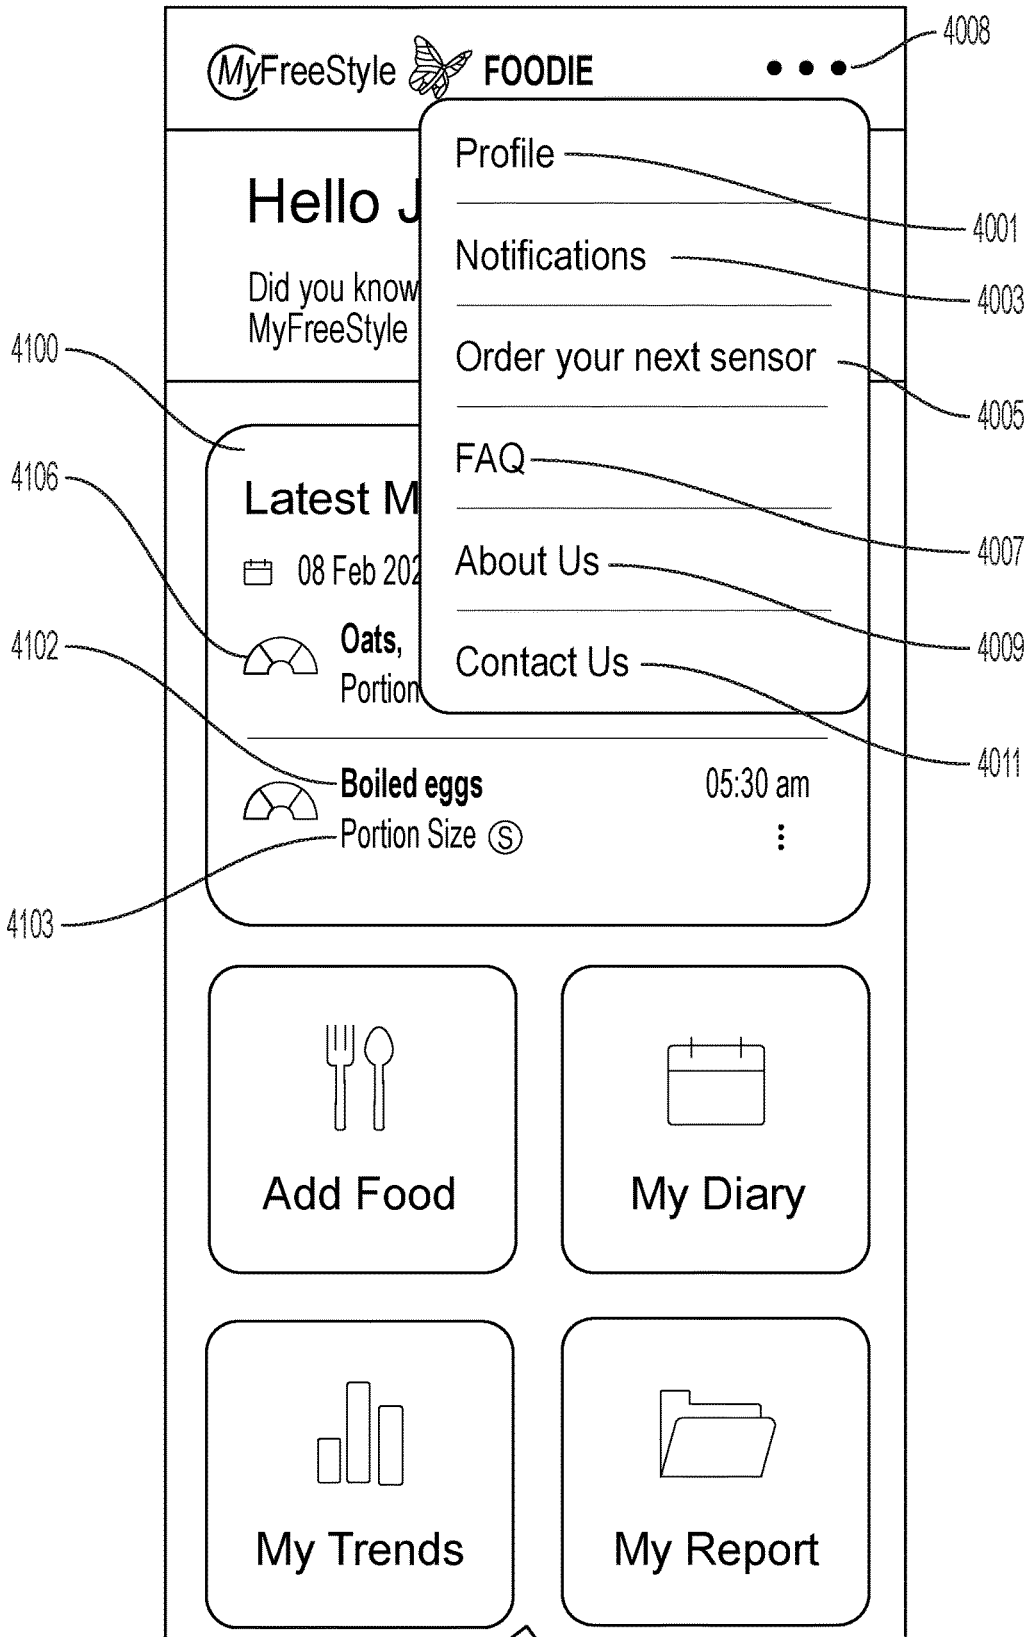 4008
MyFreeStyle FOODIE
Profile
Hello J
4001
Notifications
Did you know
4003
MyFreeStyle
4100
Order your next sensor
4005
FAQ
4106
Latest M
4007
About Us
08 Feb 202
4102
Oats,
4009
Contact Us
Portion
4011
Boiled eggs 05:30 am
Portion Size S
4103
Add Food
My Diary
My Trends
My Report